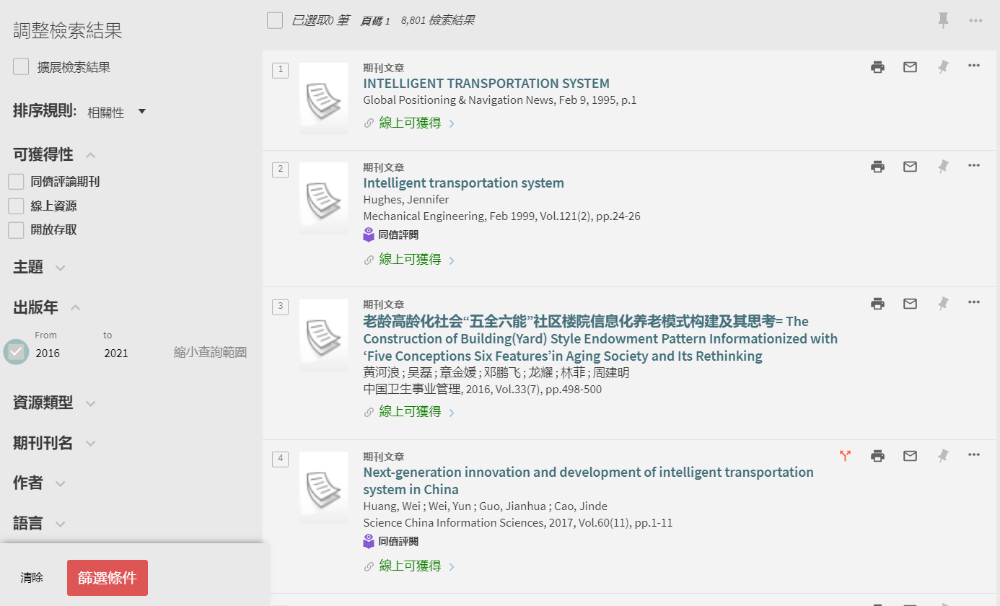 調整檢索結果
擴展檢索結果
排序規則: 相關性
可獲得性
同儕評論期刊
線上資源
開放存取
主題
出版年
From to
2016 2021 縮小查詢範圍
資源類型
期刊刊名
作者
語言
清除 篩選條件
已選取0 筆 頁碼 1 8,801 檢索結果
1
期刊文章
INTELLIGENT TRANSPORTATION SYSTEM
Global Positioning & Navigation News, Feb 9, 1995, p.1
線上可獲得
2
期刊文章
Intelligent transportation system
Hughes, Jennifer
Mechanical Engineering, Feb 1999, Vol.121(2), pp.24-26
同儕評閱
線上可獲得
3
期刊文章
老龄高龄化社会“五全六能”社区楼院信息化养老模式构建及其思考= The
Construction of Building(Yard) Style Endowment Pattern Informationized with
‘Five Conceptions Six Features’in Aging Society and Its Rethinking
黄河浪 ; 吴磊 ; 章金媛 ; 邓鹏飞 ; 龙耀 ; 林菲 ; 周建明
中国卫生事业管理, 2016, Vol.33(7), pp.498-500
線上可獲得
4
期刊文章
Next-generation innovation and development of intelligent transportation
system in China
Huang, Wei ; Wei, Yun ; Guo, Jianhua ; Cao, Jinde
Science China Information Sciences, 2017, Vol.60(11), pp.1-11
同儕評閱
線上可獲得